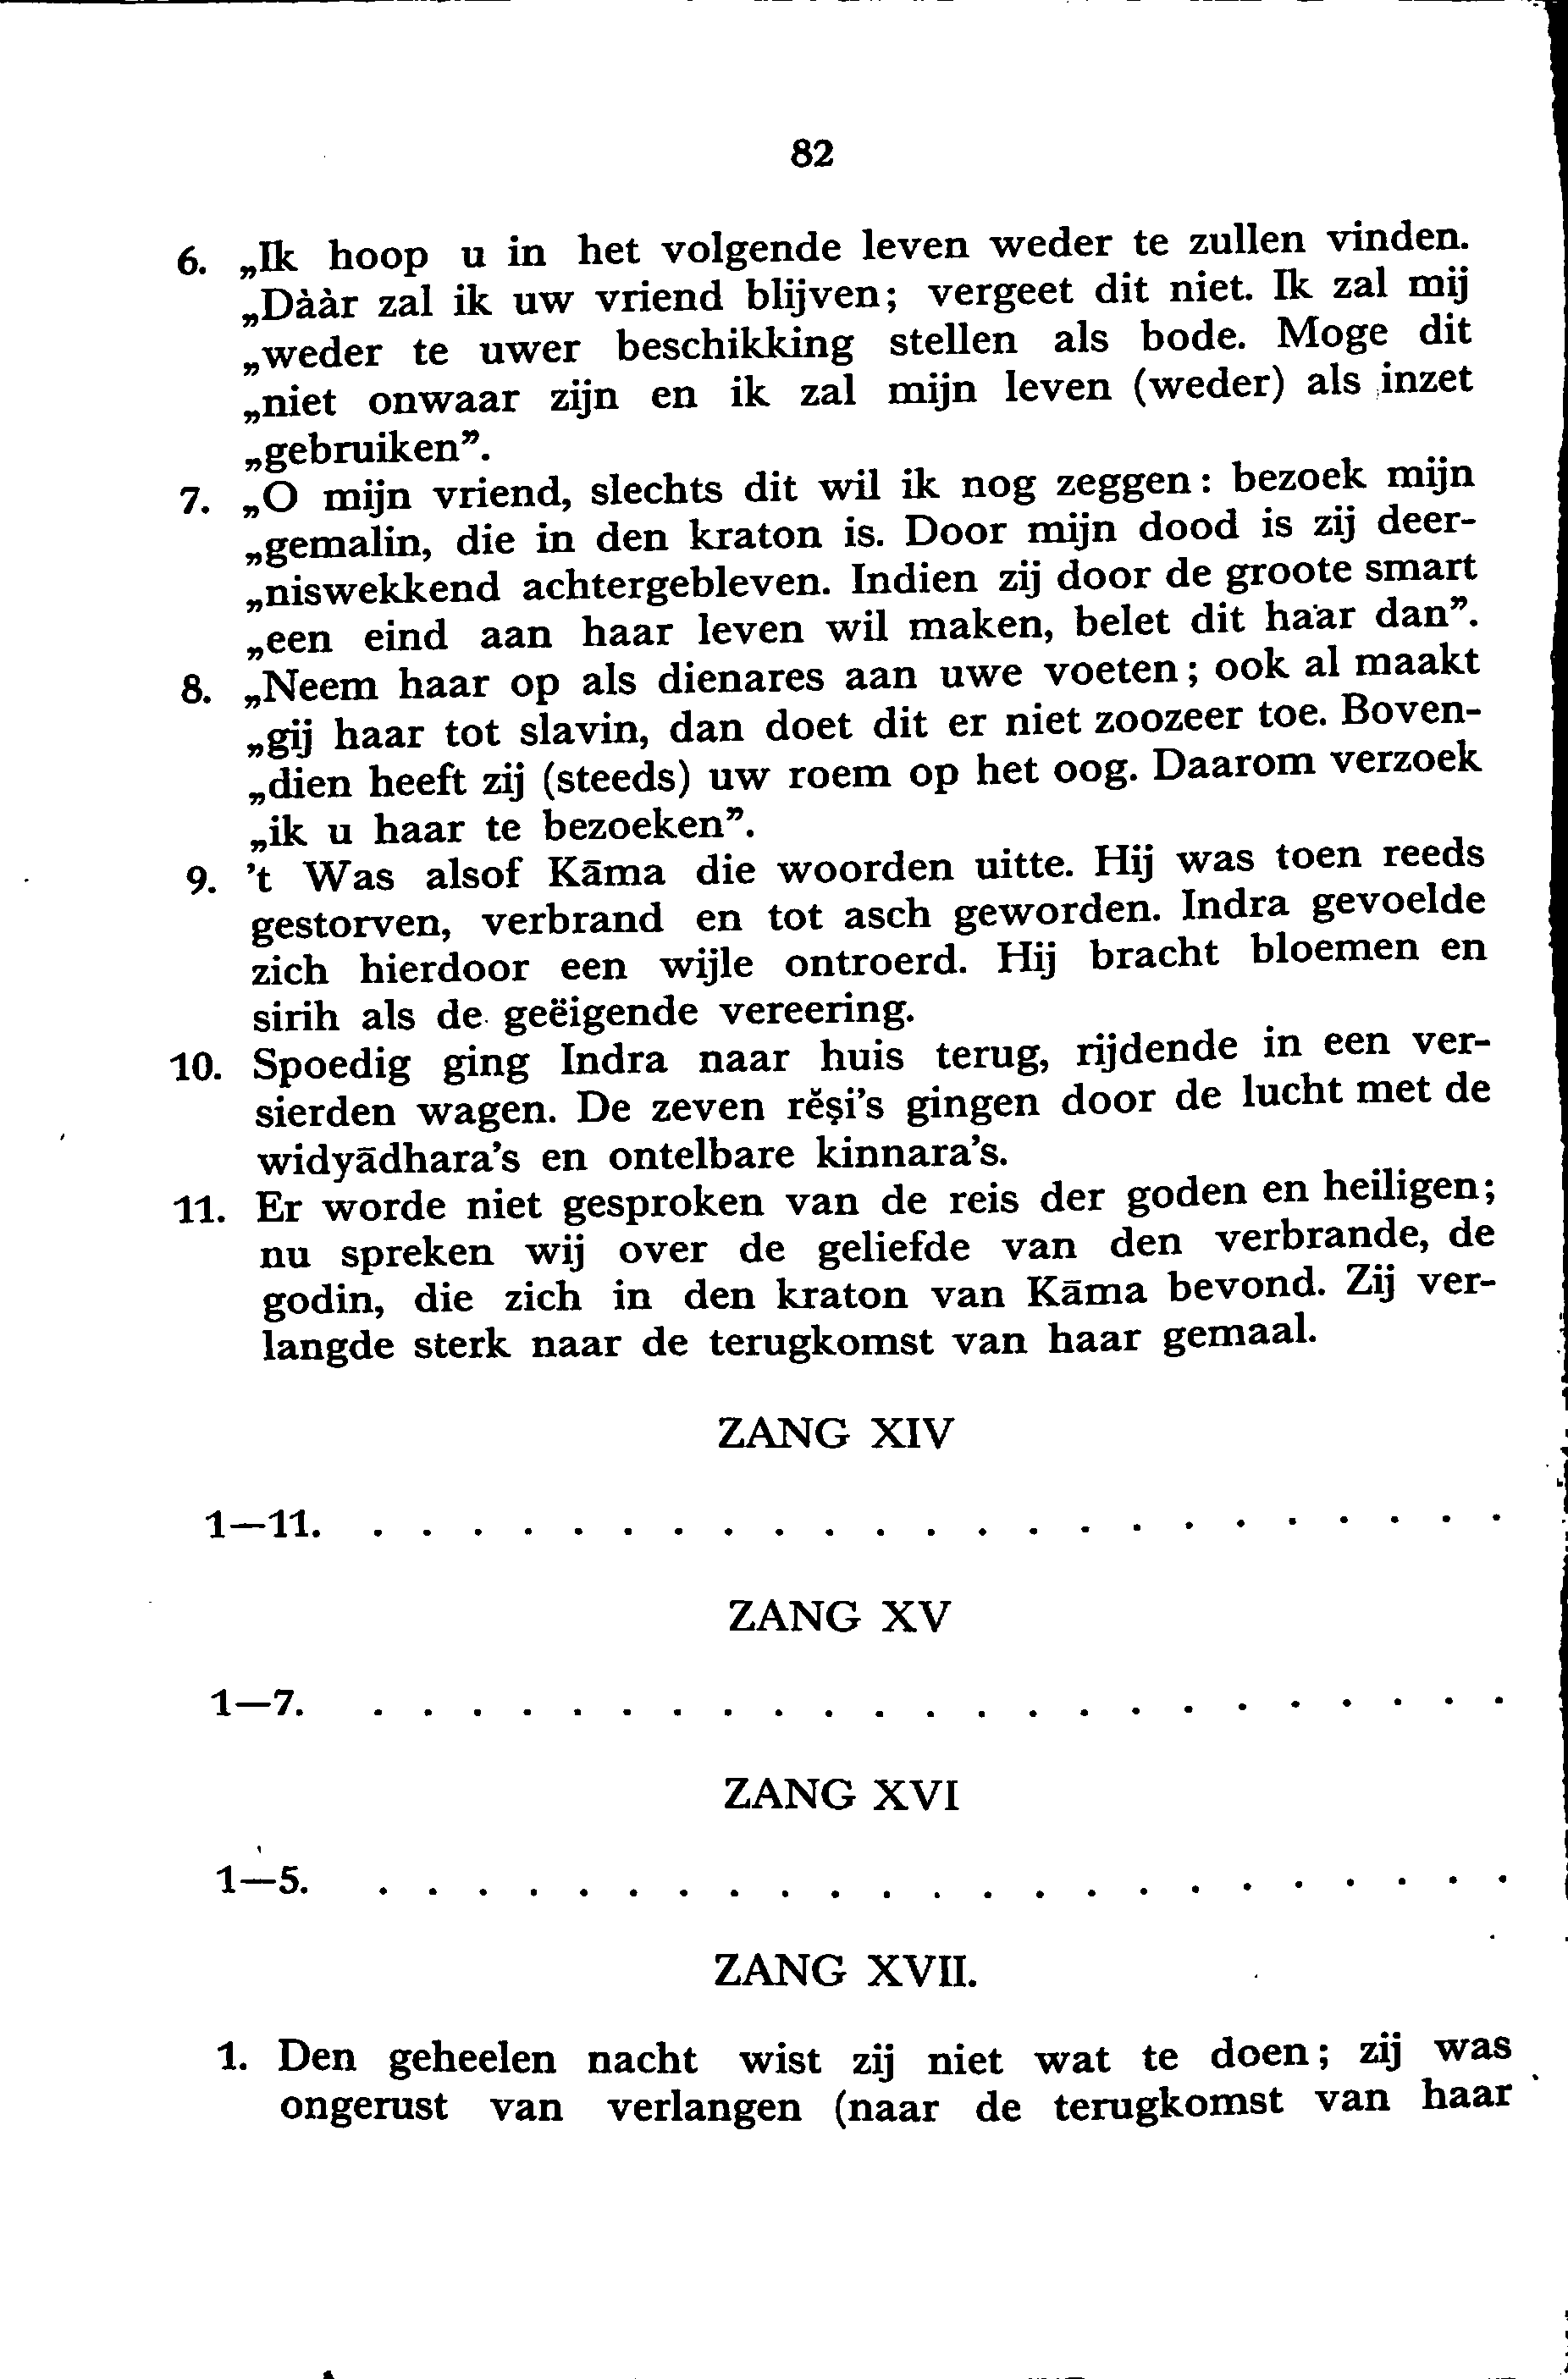 82
6. „Ik hoop u in het volgende leven weder te zullen vinden.
„Dààr zal ik uw vriend blijven; vergeet dit niet. Ik zal mij
„weder te uwer beschikking stellen als bode. Moge dit
„niet onwaar zijn en ik zal mijn leven (weder) als inzet
„gebruiken”.
7. „O mijn vriend, slechts dit wil ik nog zeggen: bezoek mijn
„gemalin, die in den kraton is. Door mijn dood is zij deer-
„niswekkend achtergebleven. Indien zij door de groote smart
„een eind aan haar leven wil maken, belet dit haar dan”.
8. „Neem haar op als dienares aan uwe voeten; ook al maakt
„gij haar tot slavin, dan doet dit er niet zoozeer toe. Boven-
„dien heeft zij (steeds) uw roem op het oog. Daarom verzoek
„ik u haar te bezoeken”.
9. ’t Was alsof Kāma die woorden uitte. Hij was toen reeds
gestorven, verbrand en tot asch geworden. Indra gevoelde
zich hierdoor een wijle ontroerd. Hij bracht bloemen en
sirih als de geëigende vereering.
10. Spoedig ging Indra naar huis terug, rijdende in een ver-
sierden wagen. De zeven rĕṣi’s gingen door de lucht met de
widyādhara’s en ontelbare kinnara’s.
11. Er worde niet gesproken van de reis der goden en heiligen;
nu spreken wij over de geliefde van den verbrande, de
godin, die zich in den kraton van Kāma bevond. Zij ver-
langde sterk naar de terugkomst van haar gemaal.
ZANG XIV
1—11. . . . . . . . . . . . . . . . . . . . . . . .
ZANG XV
1—7. . . . . . . . . . . . . . . . . . . . . . . .
ZANG XVI
1—5. . . . . . . . . . . . . . . . . . . . . . . .
ZANG XVII.
1. Den geheelen nacht wist zij niet wat te doen; zij was
ongerust van verlangen (naar de terugkomst van haar